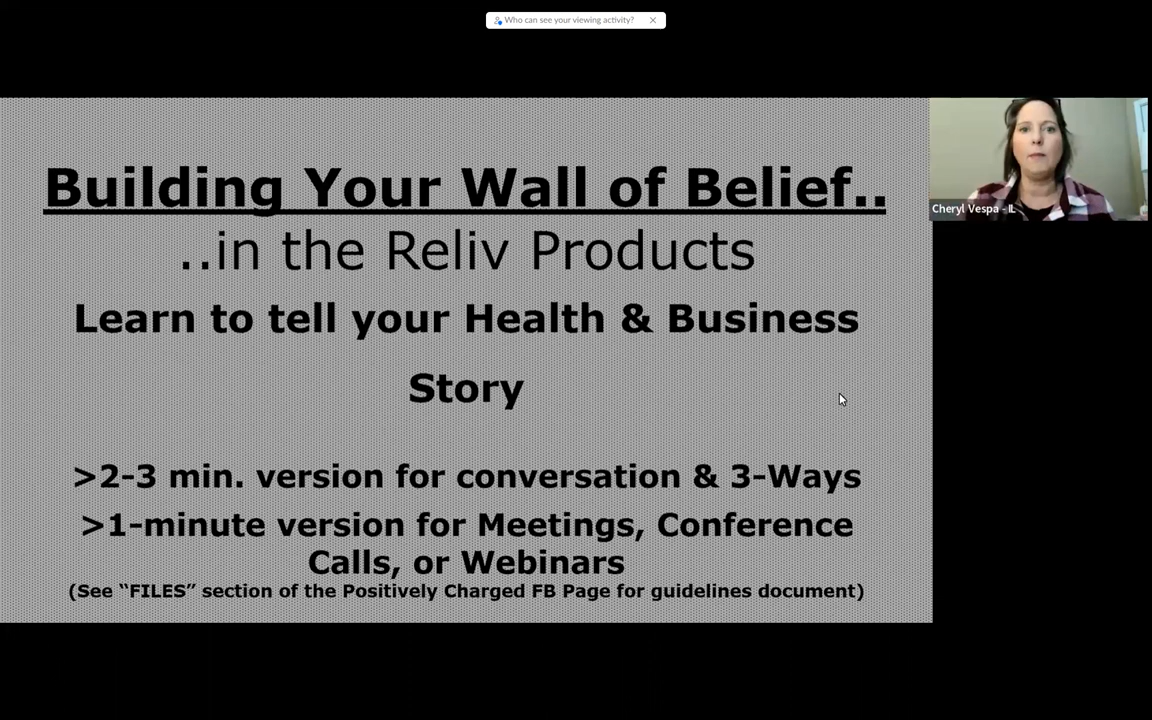 Who can see your viewing activity?
Building Your Wall of Belief..
..in the Reliv Products
Learn to tell your Health & Business
Story
>2-3 min. version for conversation & 3-Ways
>1-minute version for Meetings, Conference
Calls, or Webinars
(See “FILES” section of the Positively Charged FB Page for guidelines document)
Cheryl Vespa - IL